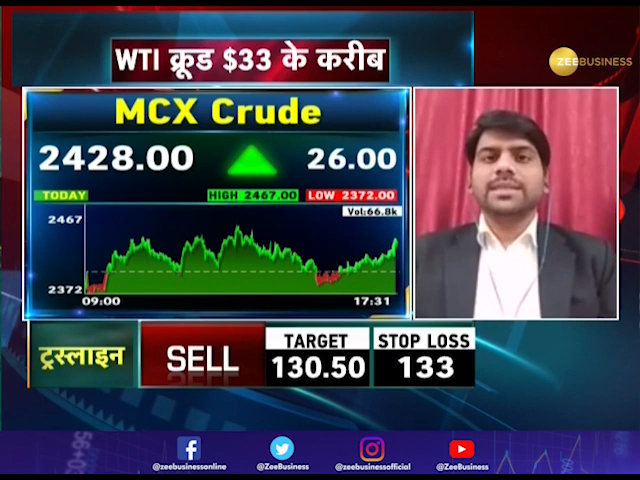 WTI क्रूड $33 के करीब
ZEEBUSINESS
MCX Crude
2428.00 26.00
TODAY HIGH 2467.00 LOW 2372.00
Vol:66.8k
2467
2372
09:00 17:31
ट्रस्लाइन SELL TARGET 130.50 STOP LOSS 133
@zeebusinessonline @ZeeBusiness @zeebusinessofficial @ZeeBusiness